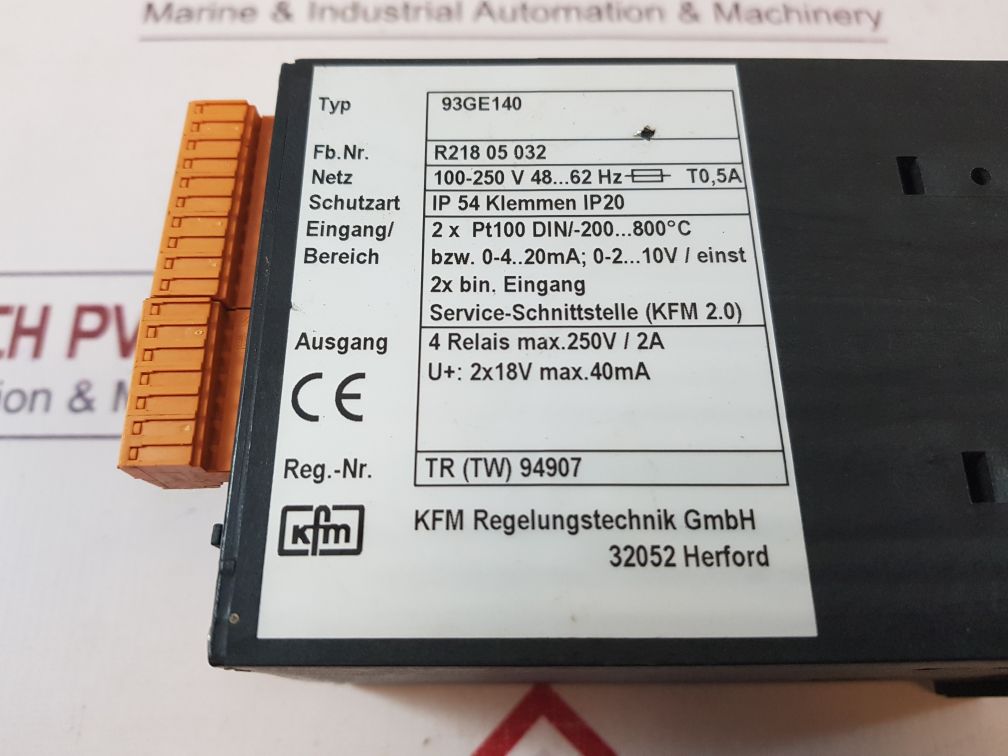 Marine & Industrial Automation & Machinery
Typ 93GE140
Fb.Nr. R218 05 032
Netz 100-250 V 48...62 Hz T0,5A
Schutzart IP 54 Klemmen IP20
Eingang/ 2 x Pt100 DIN/-200...800°C
Bereich bzw. 0-4..20mA; 0-2...10V / einst
2x bin. Eingang
Service-Schnittstelle (KFM 2.0)
Ausgang 4 Relais max.250V / 2A
U+: 2x18V max.40mA
CE
Reg.-Nr. TR (TW) 94907
kfm KFM Regelungstechnik GmbH
32052 Herford
CH PV
ion &